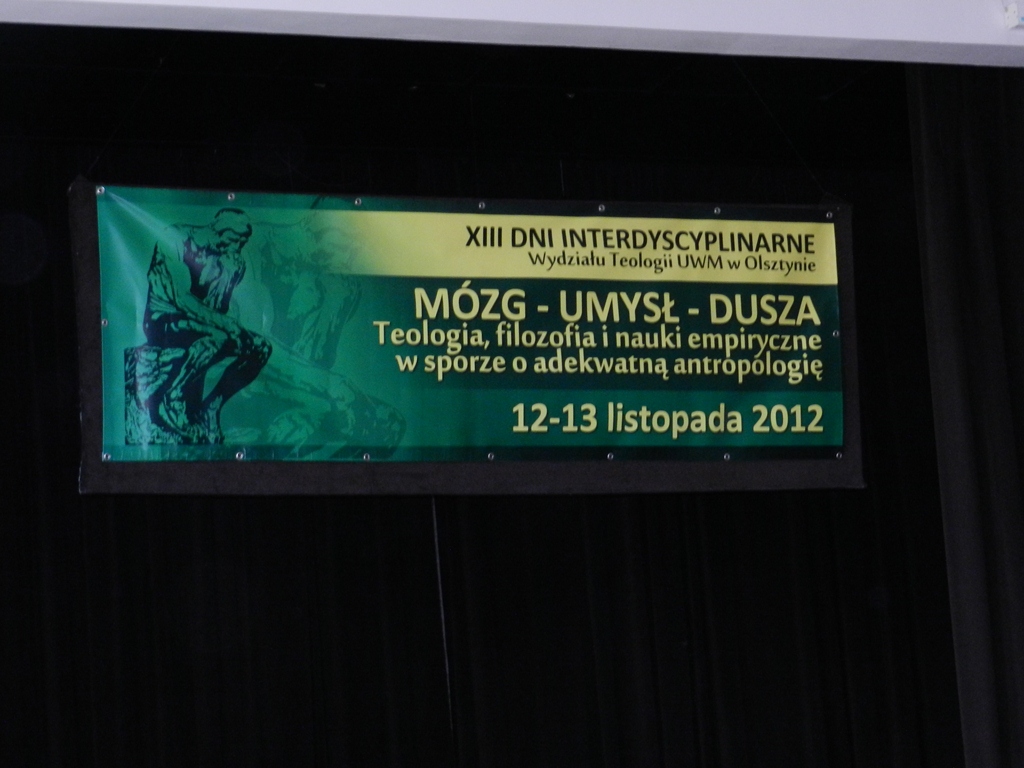 XIII DNI INTERDYSCYPLINARNE
Wydziału Teologii UWM w Olsztynie
MÓZG - UMYSŁ - DUSZA
Teologia, filozofia i nauki empiryczne
w sporze o adekwatną antropologię
12-13 listopada 2012